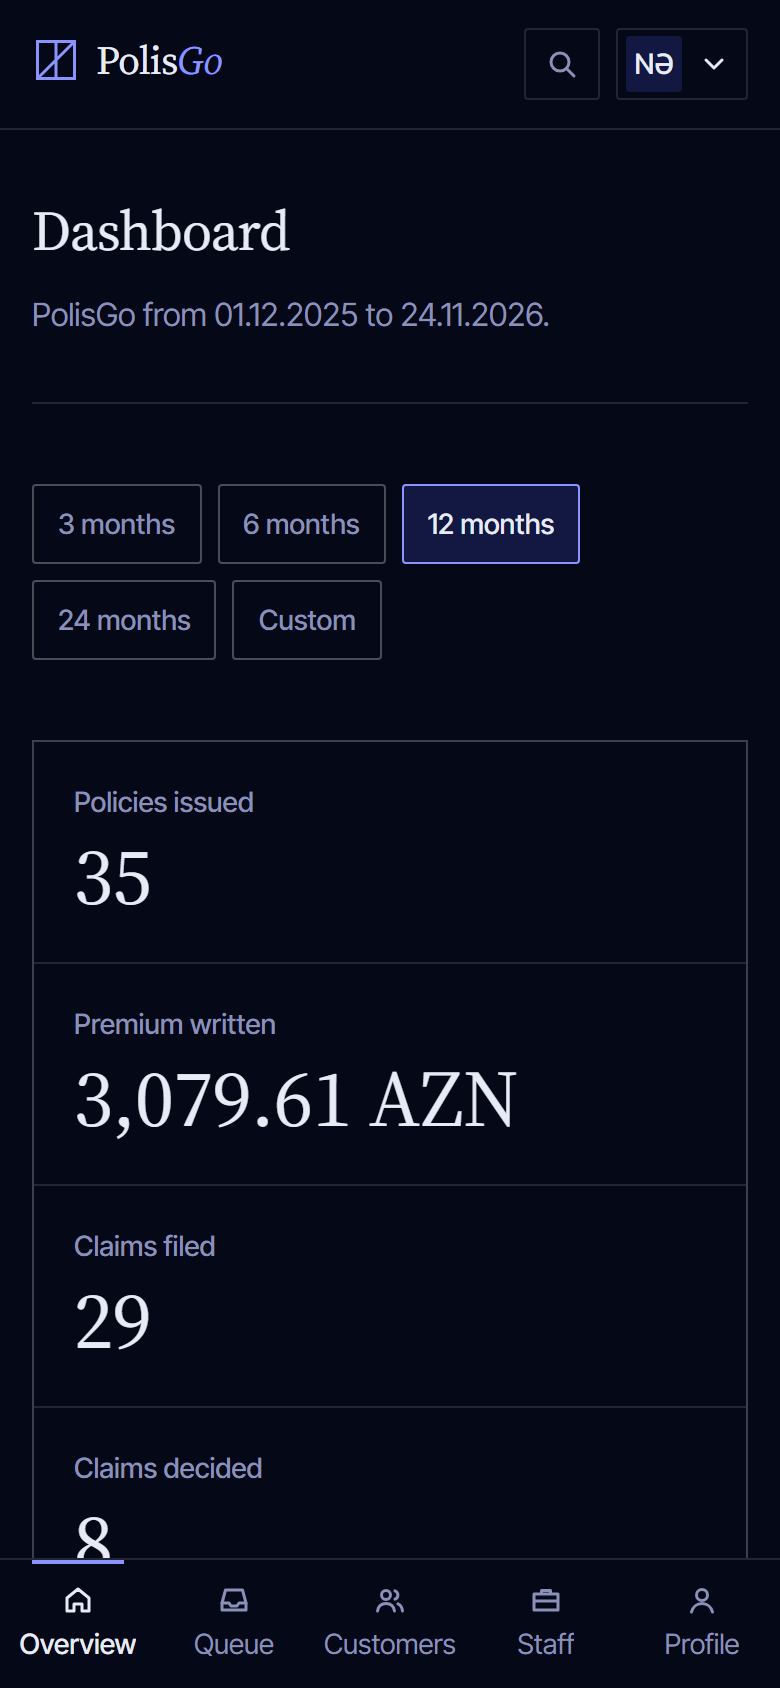 PolisGo
NƏ
Dashboard
PolisGo from 01.12.2025 to 24.11.2026.
3 months
6 months
12 months
24 months
Custom
Policies issued
35
Premium written
3,079.61 AZN
Claims filed
29
Claims decided
8
Overview
Queue
Customers
Staff
Profile